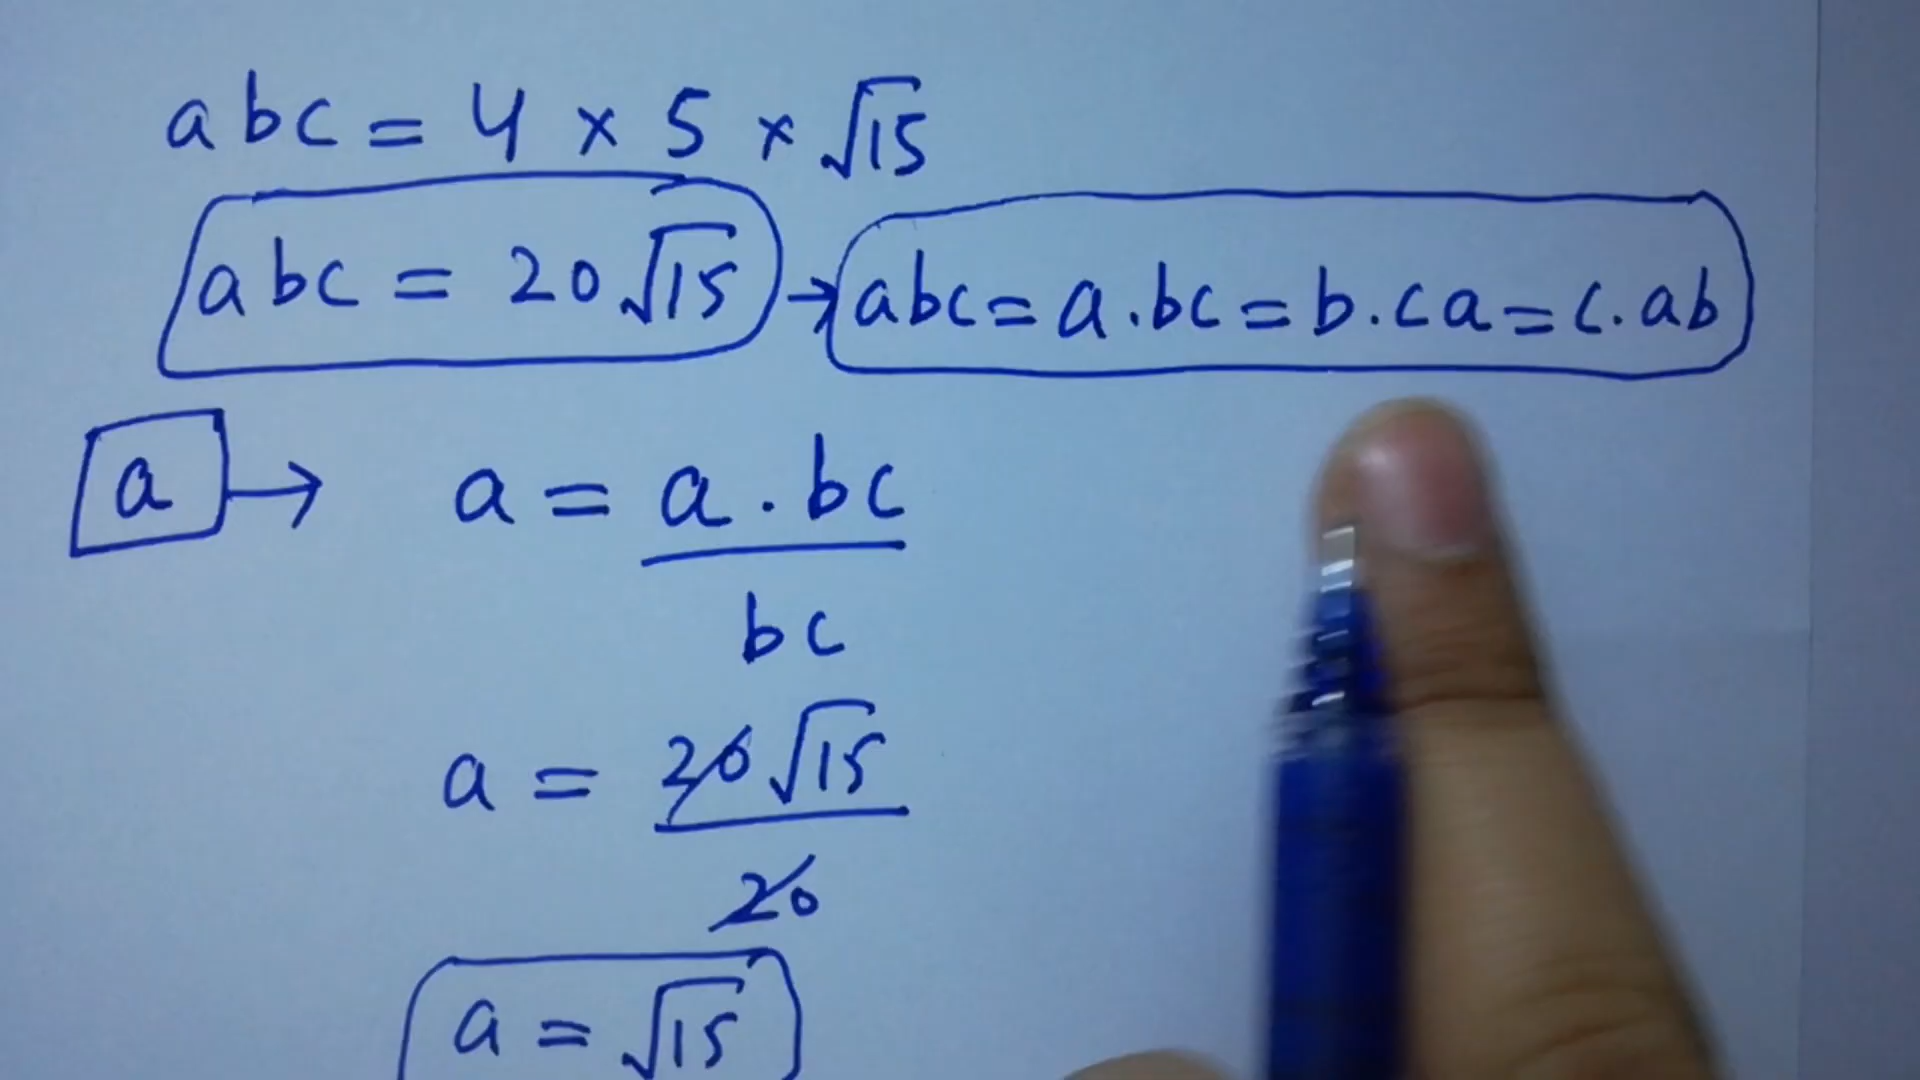 abc = 4 × 5 × √15
abc = 20√15 → abc = a.bc = b.ca = c.ab
a → a = a . bc
bc
a = 20√15
20
a = √15